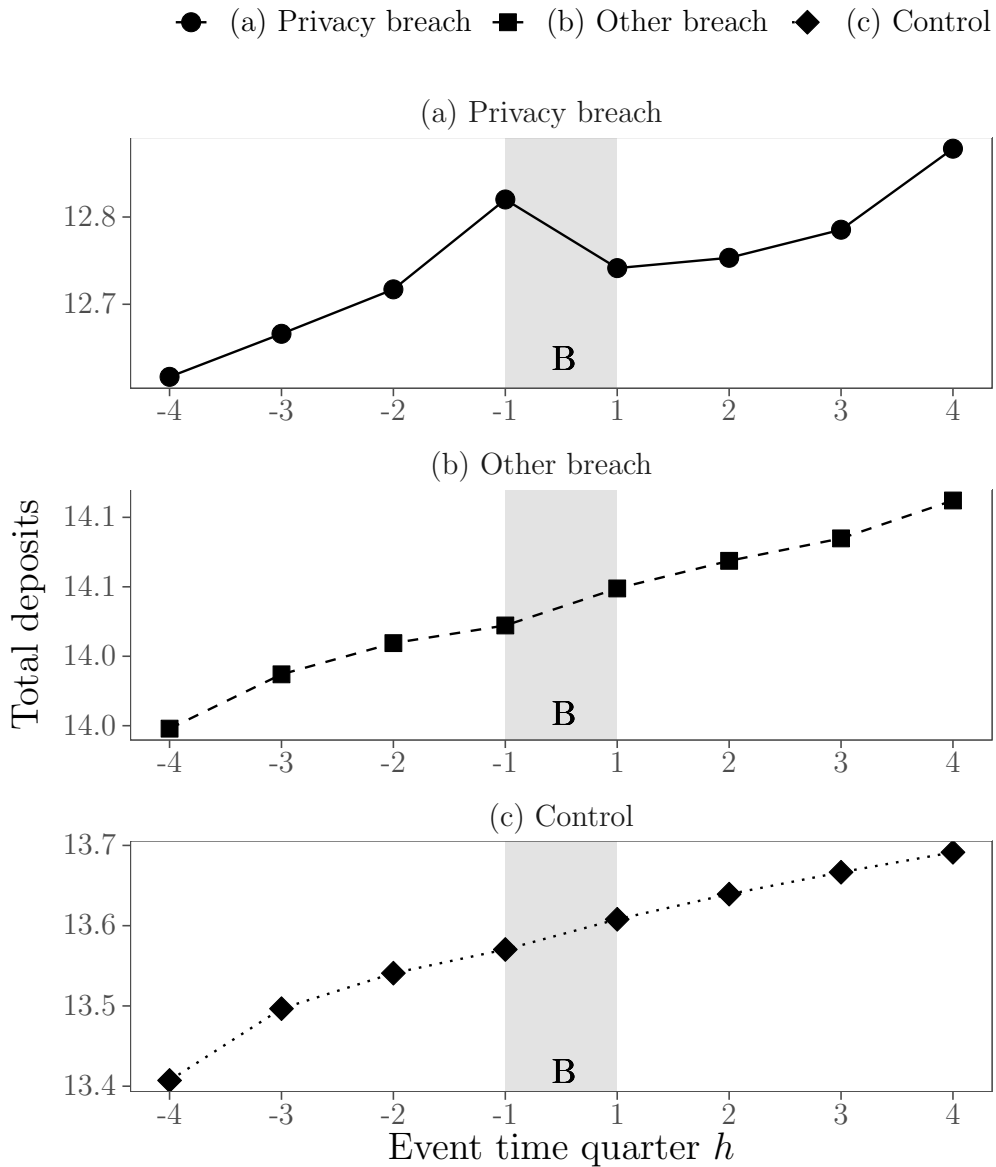 (a) Privacy breach (b) Other breach (c) Control
(a) Privacy breach
12.8
12.7
B
-4 -3 -2 -1 1 2 3 4
(b) Other breach
Total deposits
14.1
14.1
14.0
14.0
B
-4 -3 -2 -1 1 2 3 4
(c) Control
13.7
13.6
13.5
13.4
B
-4 -3 -2 -1 1 2 3 4
Event time quarter h